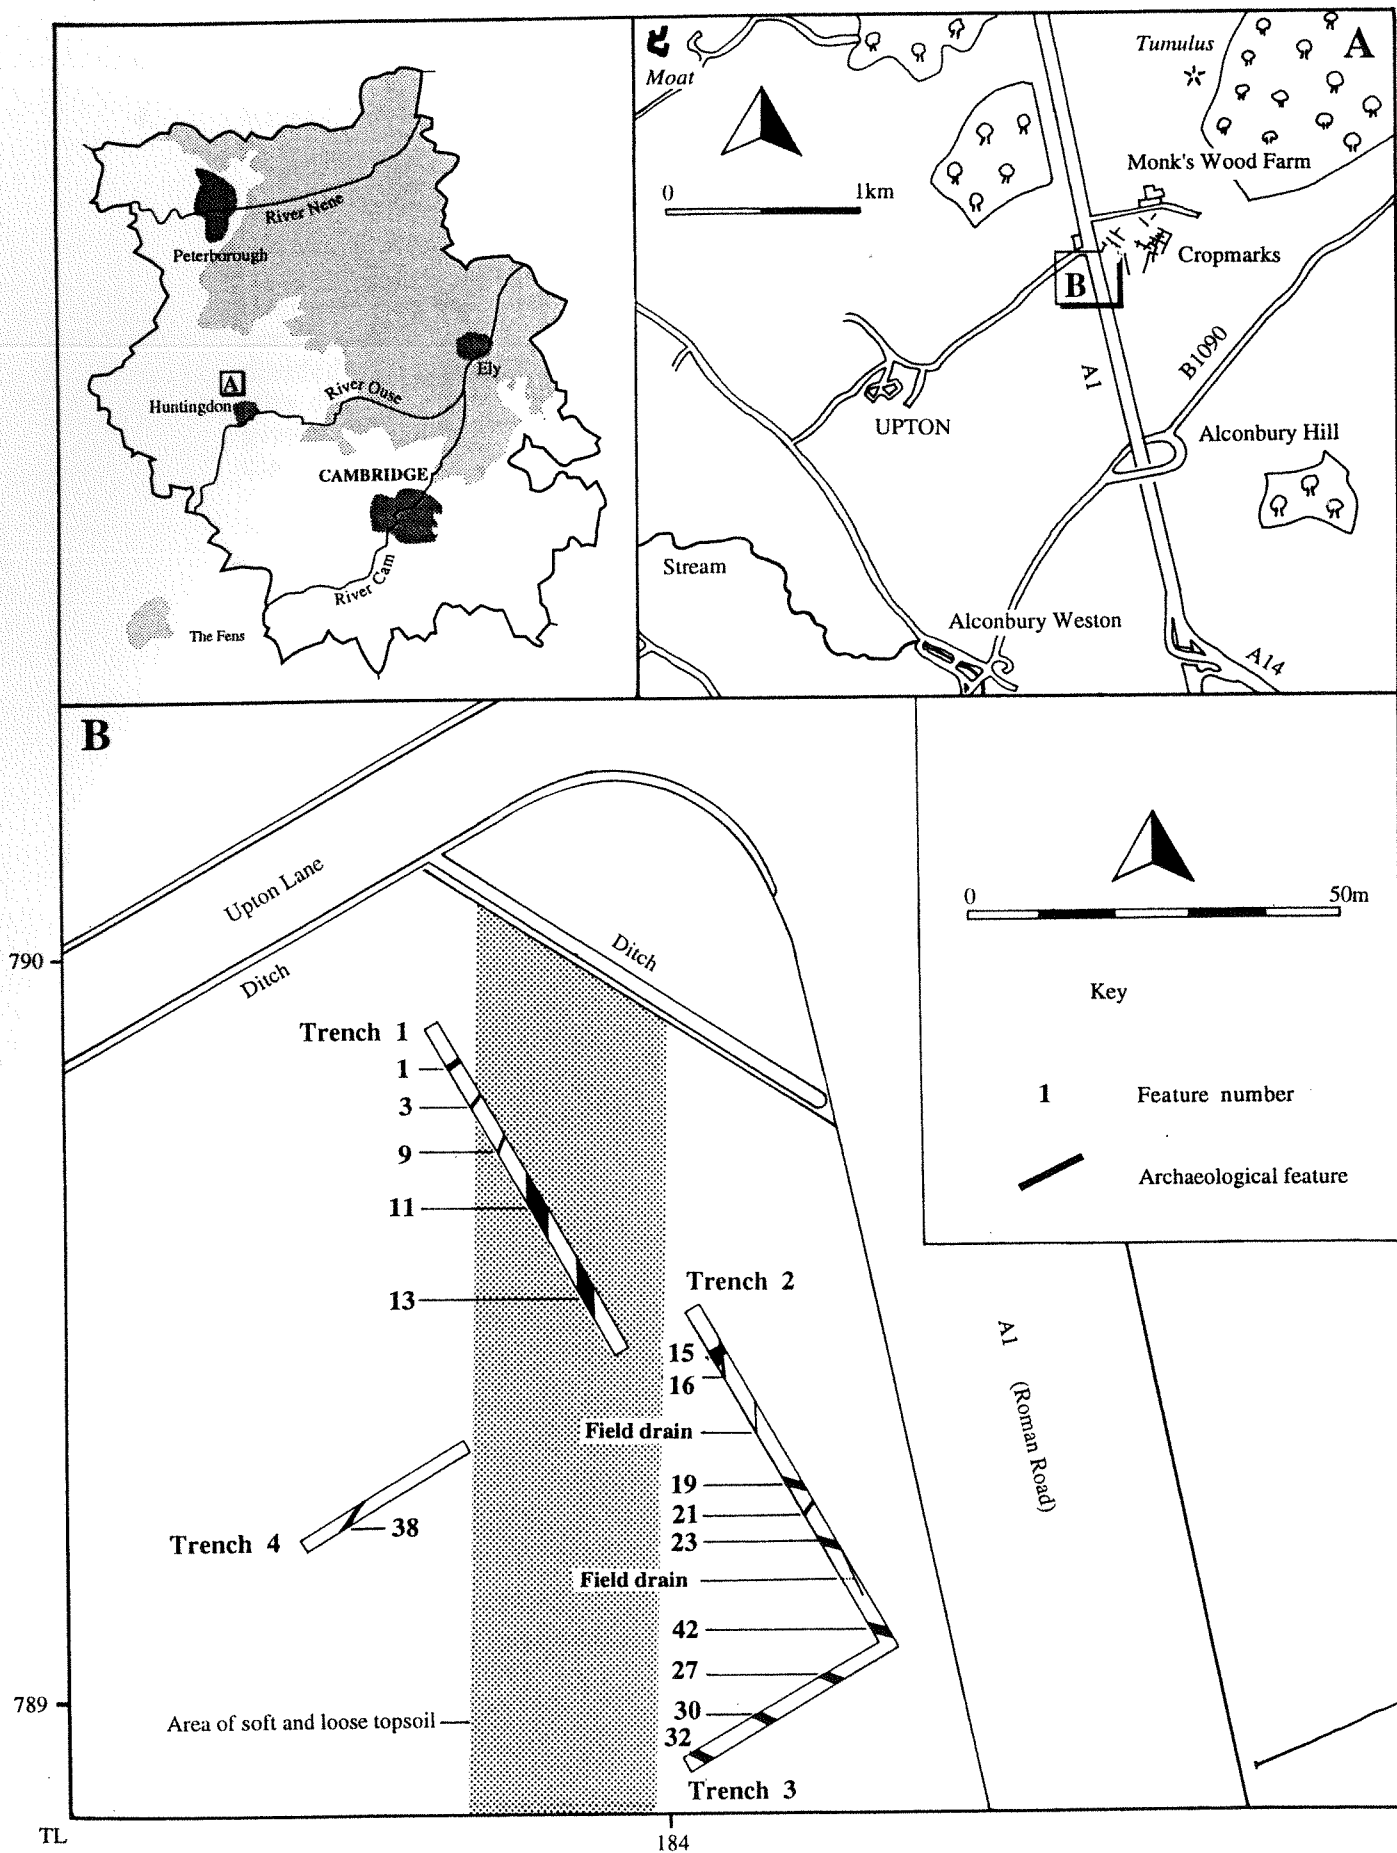 River Nene
Peterborough
Ely
A
River Ouse
Huntingdon
CAMBRIDGE
River Cam
The Fens
A
Moat
Tumulus
Monk's Wood Farm
0 1km
Cropmarks
B
A1
B1090
UPTON
Alconbury Hill
Stream
Alconbury Weston
A14
B
Upton Lane
Ditch
Ditch
790
Trench 1
1
3
9
11
13
Trench 2
15
16
Field drain
19
21
23
Field drain
42
27
30
32
Trench 3
Trench 4
38
Area of soft and loose topsoil
789
TL
184
A1 (Roman Road)
0 50m
Key
1 Feature number
Archaeological feature